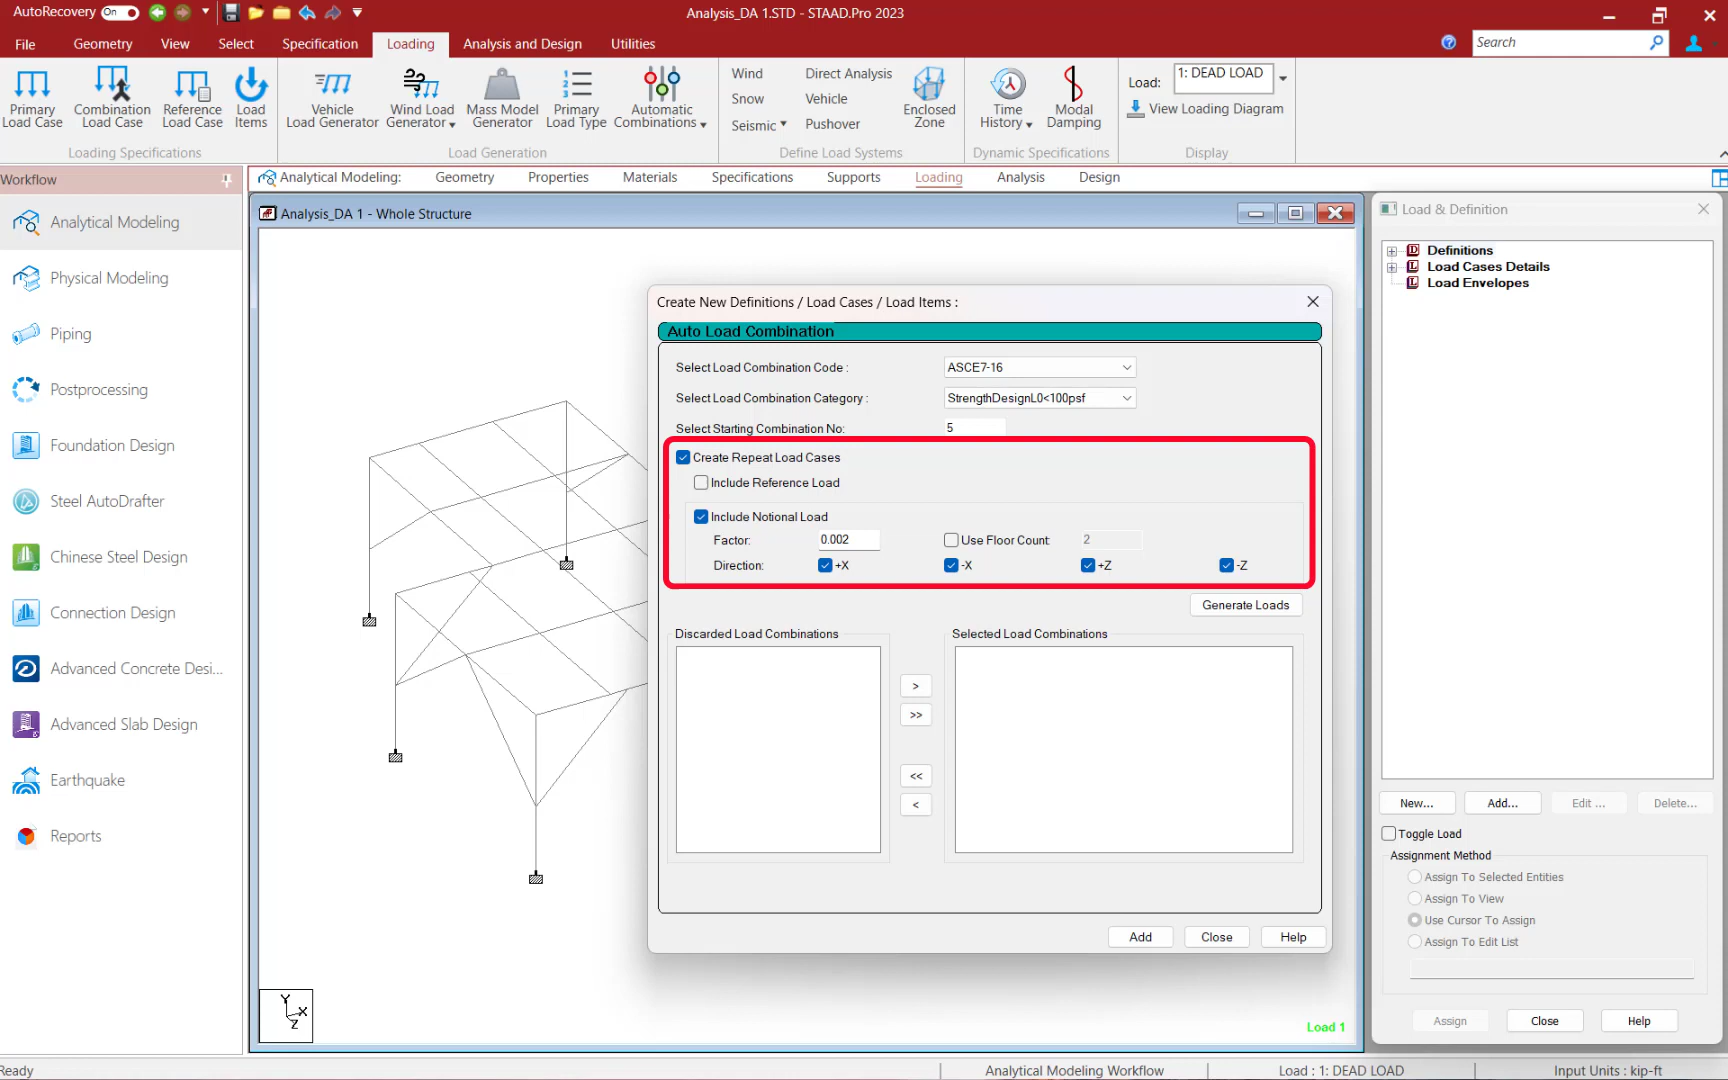 AutoRecovery On
Analysis_DA 1.STD - STAAD.Pro 2023
File Geometry View Select Specification Loading Analysis and Design Utilities
Search
Primary Load Case
Combination Load Case
Reference Load Case
Load Items
Loading Specifications
Vehicle Load Generator
Wind Load Generator
Mass Model Generator
Primary Load Type
Automatic Combinations
Load Generation
Wind
Snow
Seismic
Direct Analysis
Vehicle
Pushover
Enclosed Zone
Define Load Systems
Time History
Modal Damping
Dynamic Specifications
Load: 1: DEAD LOAD
View Loading Diagram
Display
Workflow
Analytical Modeling
Physical Modeling
Piping
Postprocessing
Foundation Design
Steel AutoDrafter
Chinese Steel Design
Connection Design
Advanced Concrete Desi...
Advanced Slab Design
Earthquake
Reports
Analytical Modeling: Geometry Properties Materials Specifications Supports Loading Analysis Design
Analysis_DA 1 - Whole Structure
Create New Definitions / Load Cases / Load Items :
Auto Load Combination
Select Load Combination Code : ASCE7-16
Select Load Combination Category : StrengthDesignL0<100psf
Select Starting Combination No: 5
Create Repeat Load Cases
Include Reference Load
Include Notional Load
Factor: 0.002 Use Floor Count: 2
Direction: +X -X +Z -Z
Generate Loads
Discarded Load Combinations
Selected Load Combinations
>
>>
<<
<
Add Close Help
Y
X
Z
Load 1
Load & Definition
Definitions
Load Cases Details
Load Envelopes
New... Add... Edit ... Delete...
Toggle Load
Assignment Method
Assign To Selected Entities
Assign To View
Use Cursor To Assign
Assign To Edit List
Assign Close Help
Ready
Analytical Modeling Workflow
Load : 1: DEAD LOAD
Input Units : kip-ft